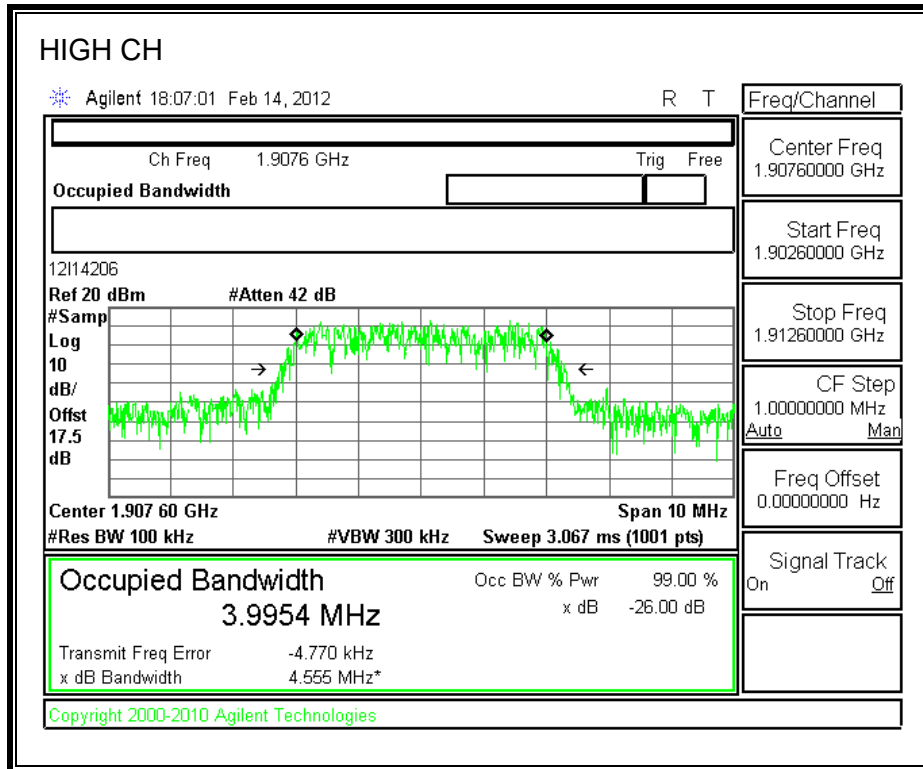 HIGH CH
Agilent 18:07:01 Feb 14, 2012 R T
Freq/Channel
Ch Freq 1.9076 GHz Trig Free
Occupied Bandwidth
Center Freq
1.90760000 GHz
Start Freq
1.90260000 GHz
12I14206
Ref 20 dBm #Atten 42 dB
#Samp
Log
10
dB/
Offst
17.5
dB
Stop Freq
1.91260000 GHz
CF Step
1.00000000 MHz
Auto Man
Center 1.907 60 GHz Span 10 MHz
#Res BW 100 kHz #VBW 300 kHz Sweep 3.067 ms (1001 pts)
Freq Offset
0.00000000 Hz
Occupied Bandwidth Occ BW % Pwr 99.00 %
3.9954 MHz x dB -26.00 dB
Transmit Freq Error -4.770 kHz
x dB Bandwidth 4.555 MHz*
Signal Track
On Off
Copyright 2000-2010 Agilent Technologies